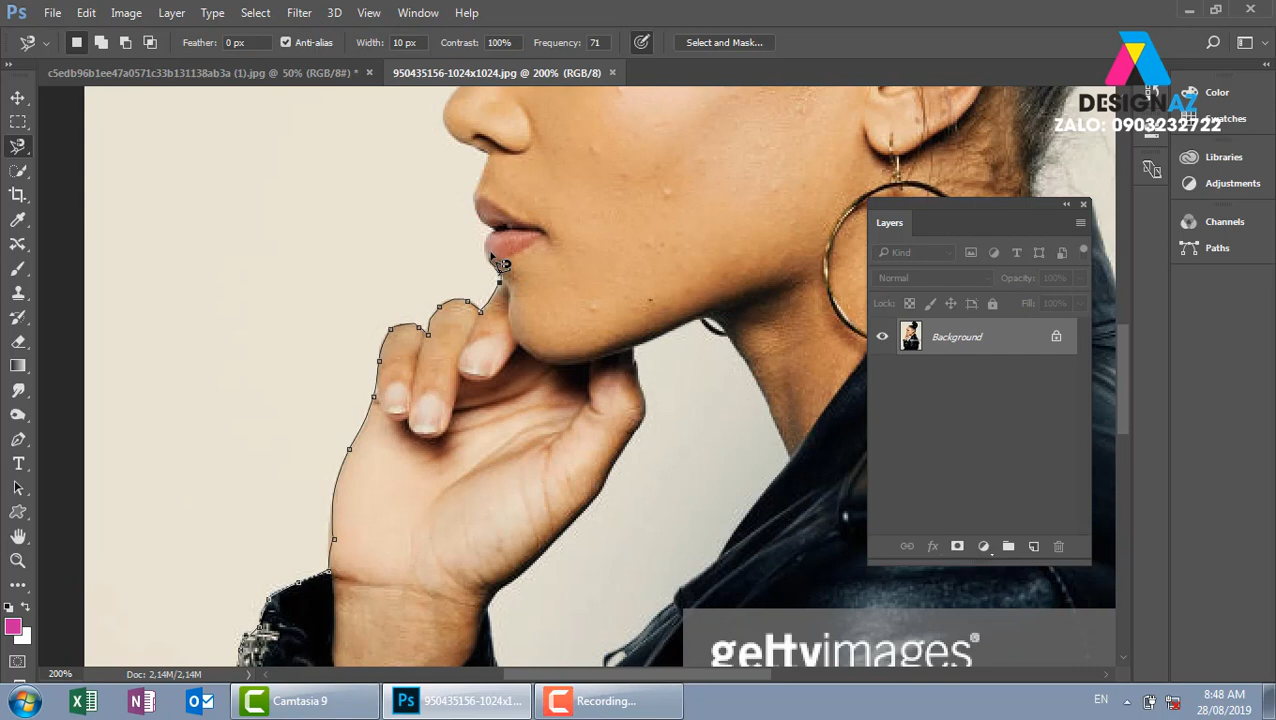 Ps File Edit Image Layer Type Select Filter 3D View Window Help
Feather: 0 px Anti-alias Width: 10 px Contrast: 100% Frequency: 71 Select and Mask...
c5edb96b1ee47a0571c33b131138ab3a (1).jpg @ 50% (RGB/8#) * 950435156-1024x1024.jpg @ 200% (RGB/8)
DESIGNAZ
ZALO: 0903232722
Color
Swatches
Libraries
Adjustments
Channels
Paths
Layers
Kind
Normal Opacity: 100%
Lock: Fill: 100%
Background
fx
gettyimages®
200% Doc: 2,14M/2,14M
Camtasia 9 Ps 950435156-1024x1... Recording... EN 8:48 AM
28/08/2019